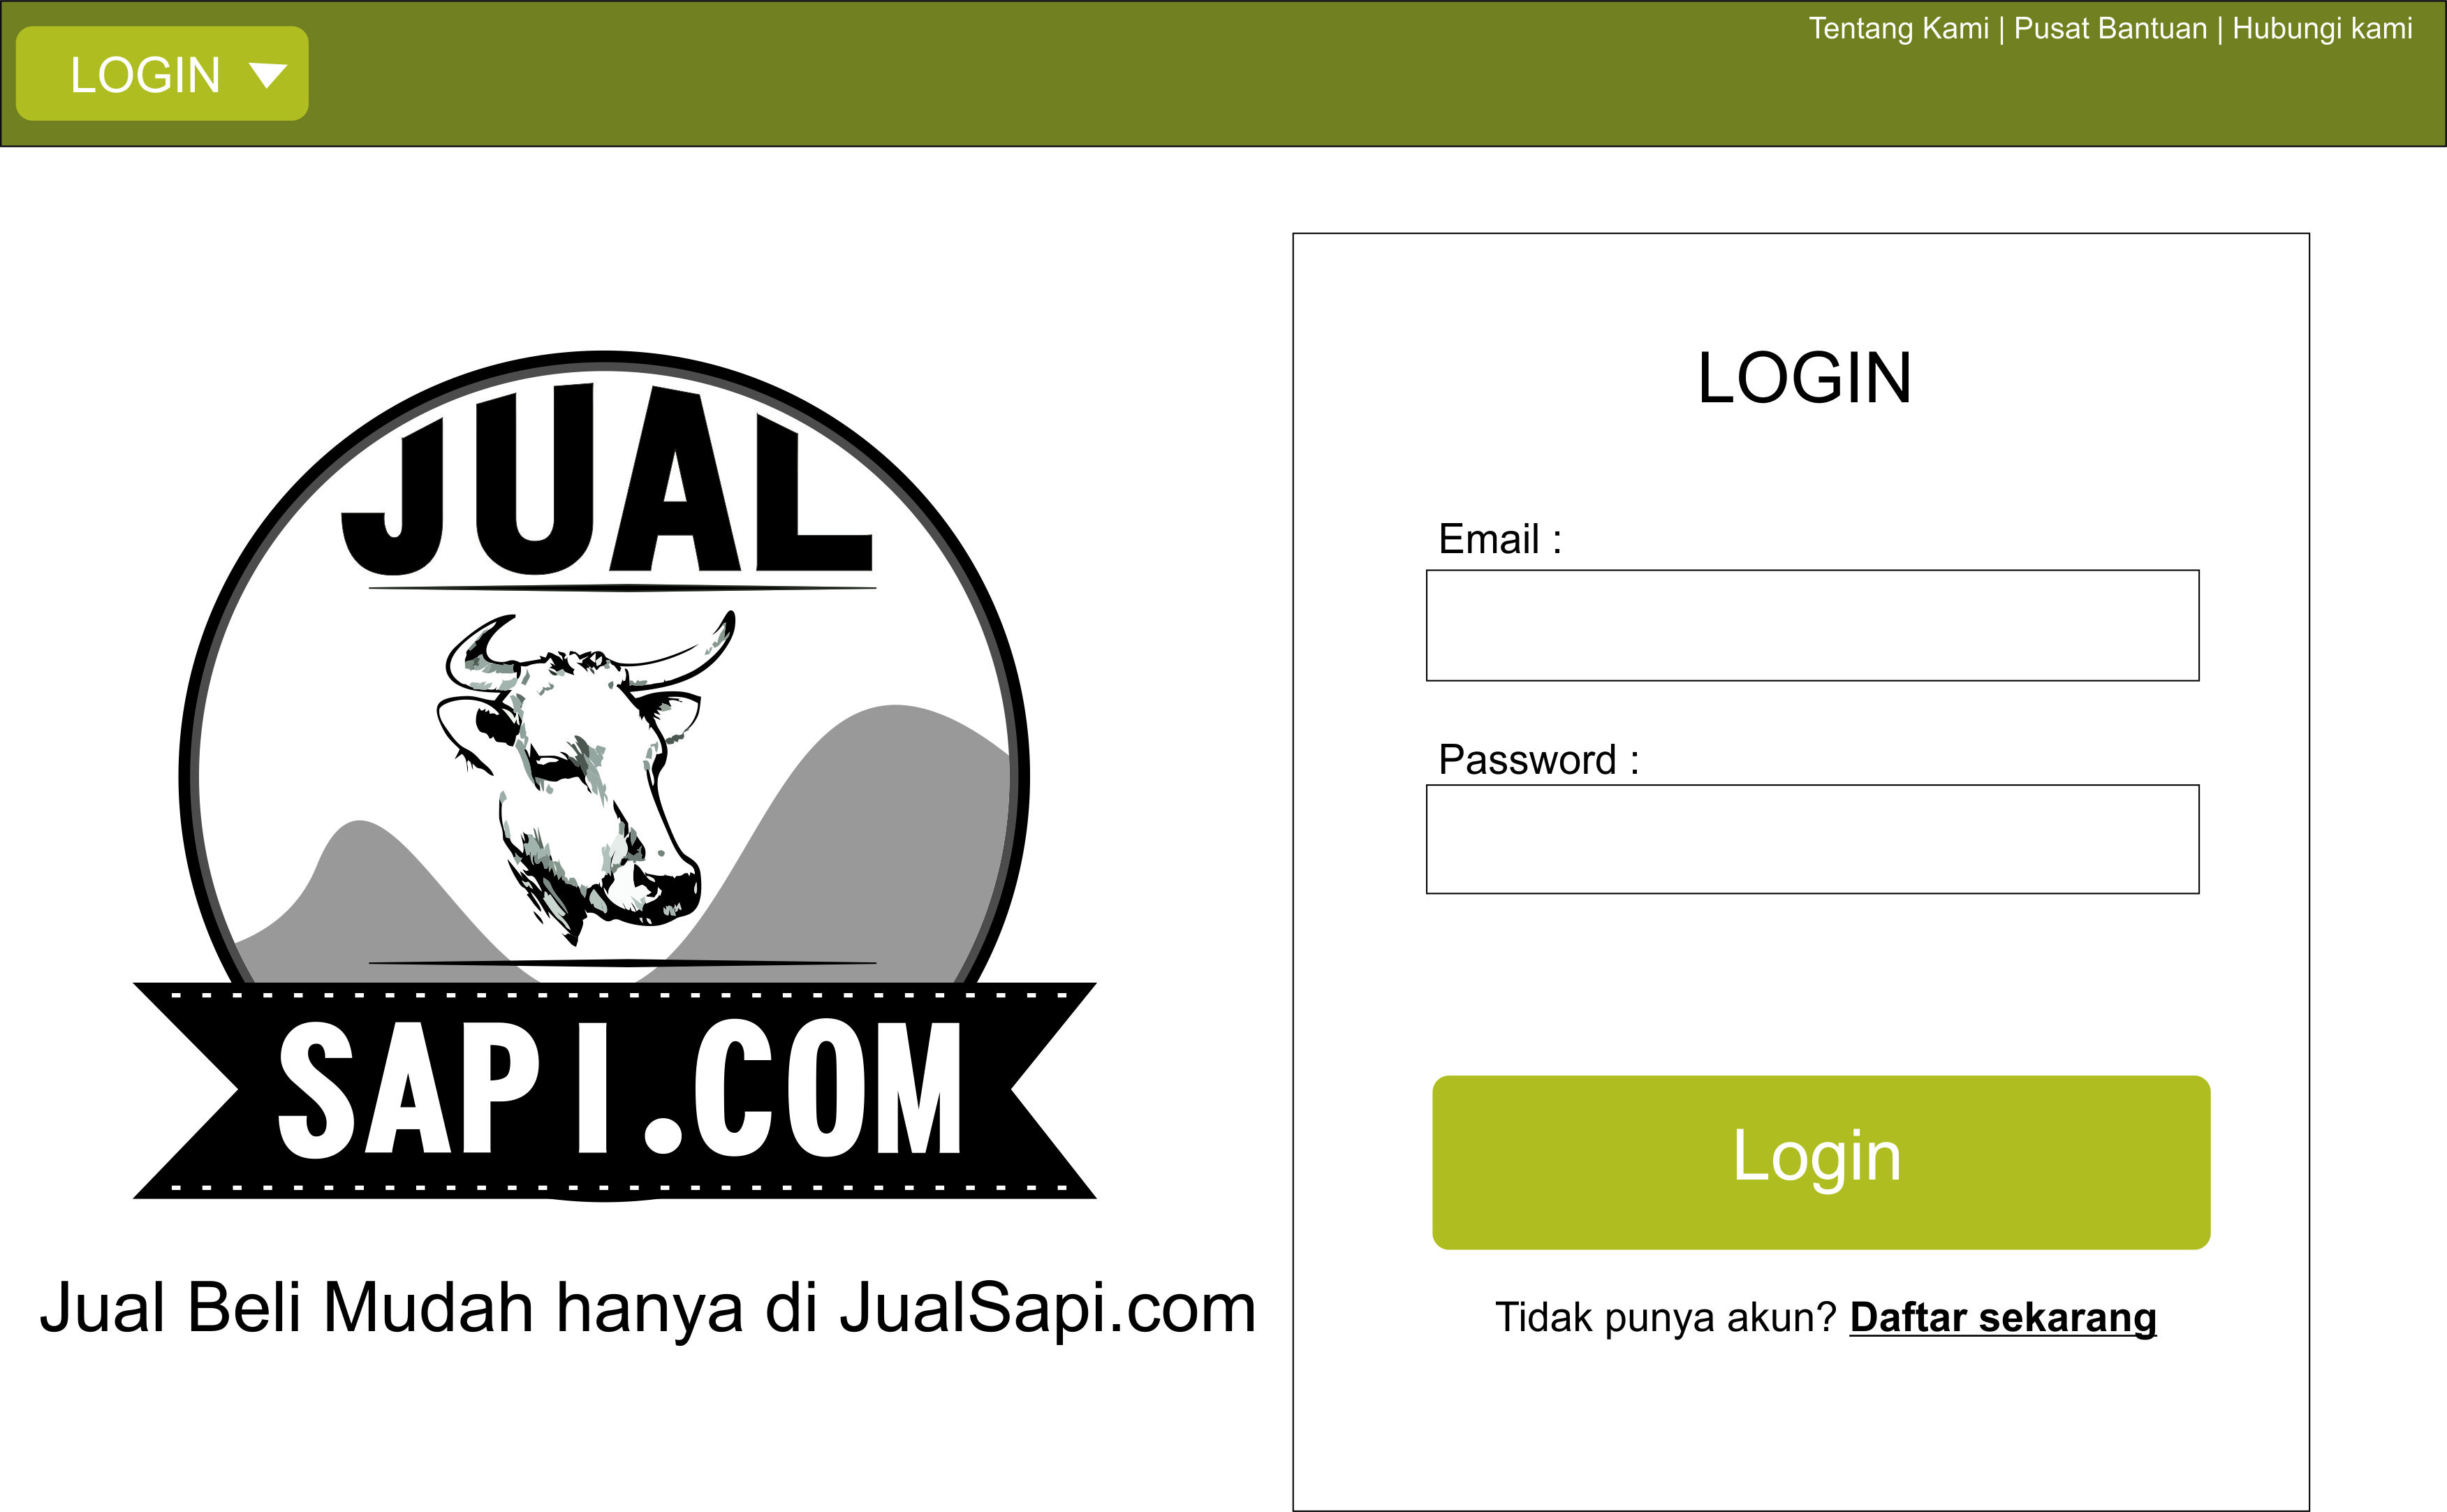 Tentang Kami | Pusat Bantuan | Hubungi kami
LOGIN
JUAL
SAPI.COM
Jual Beli Mudah hanya di JualSapi.com
LOGIN
Email :
Password :
Login
Tidak punya akun? Daftar sekarang